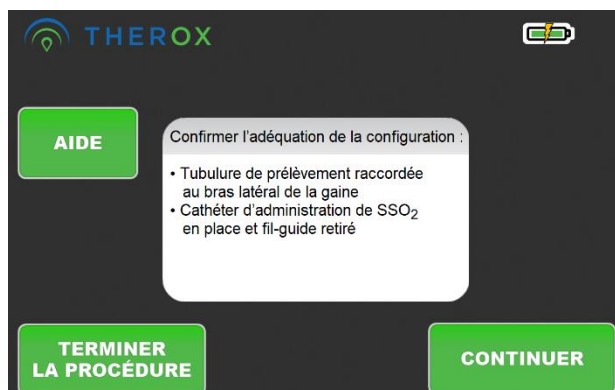 THEROX
AIDE
Confirmer l’adéquation de la configuration :
• Tubulure de prélèvement raccordée
au bras latéral de la gaine
• Cathéter d’administration de SSO₂
en place et fil-guide retiré
TERMINER
LA PROCÉDURE
CONTINUER